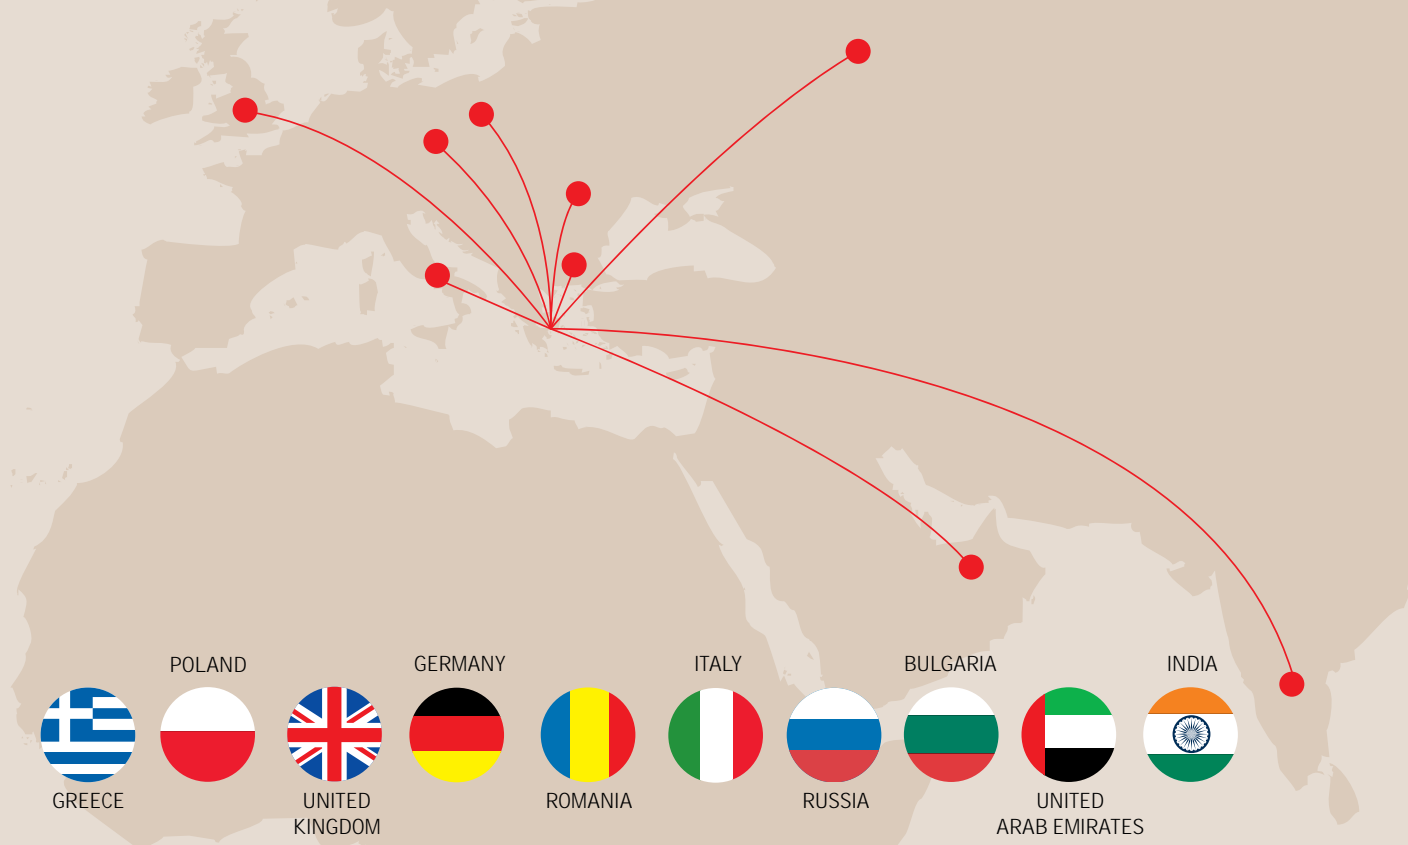 POLAND
GERMANY
ITALY
BULGARIA
INDIA
GREECE
UNITED
KINGDOM
ROMANIA
RUSSIA
UNITED
ARAB EMIRATES